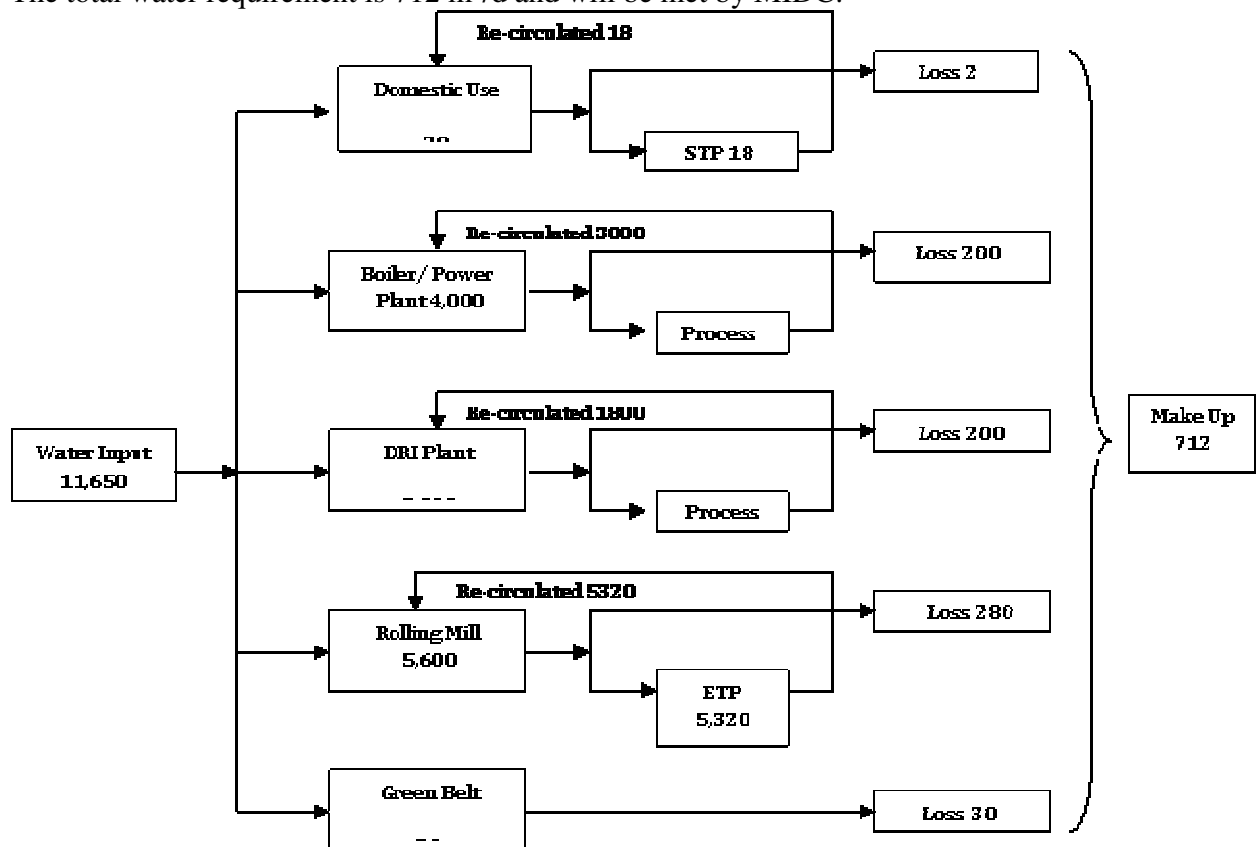 The total water requirement is 712 m³/d and will be met by MIDC.
Re-circulated 18
Domestic Use
Loss 2
STP 18
Re-circulated 3000
Boiler/ Power
Plant 4,000
Loss 200
Process
Re-circulated 1800
Water Input
11,650
DRI Plant
Loss 200
Process
Make Up
712
Re-circulated 5320
Rolling Mill
5,600
Loss 280
ETP
5,320
Green Belt
Loss 30